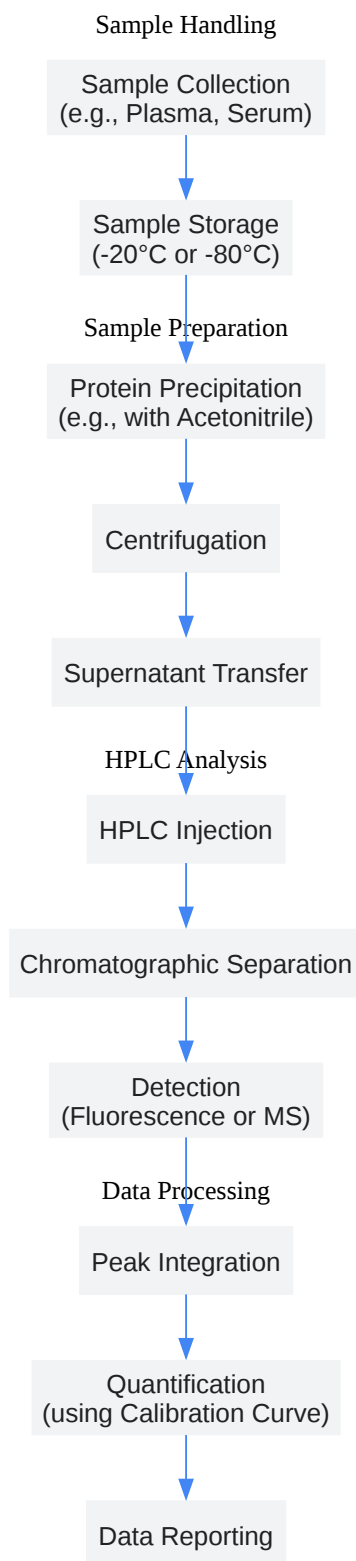 Sample Handling
Sample Collection
(e.g., Plasma, Serum)
Sample Storage
(-20°C or -80°C)
Sample Preparation
Protein Precipitation
(e.g., with Acetonitrile)
Centrifugation
Supernatant Transfer
HPLC Analysis
HPLC Injection
Chromatographic Separation
Detection
(Fluorescence or MS)
Data Processing
Peak Integration
Quantification
(using Calibration Curve)
Data Reporting